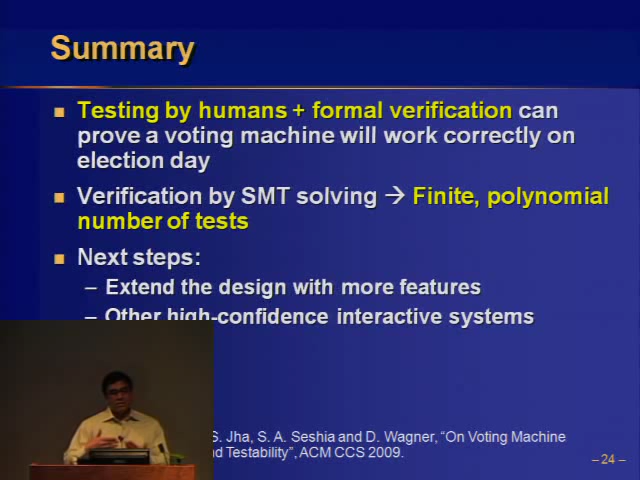 Summary
Testing by humans + formal verification can
prove a voting machine will work correctly on
election day
Verification by SMT solving → Finite, polynomial
number of tests
Next steps:
– Extend the design with more features
– Other high-confidence interactive systems
S. Jha, S. A. Seshia and D. Wagner, "On Voting Machine
Testability", ACM CCS 2009.
– 24 –